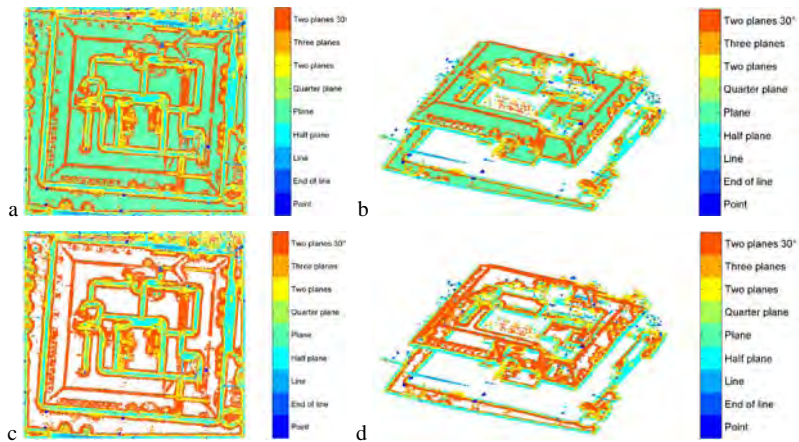 Two planes 30°
Three planes
Two planes
Quarter plane
Plane
Half plane
Line
End of line
Point
a
Two planes 30°
Three planes
Two planes
Quarter plane
Plane
Half plane
Line
End of line
Point
b
Two planes 30°
Three planes
Two planes
Quarter plane
Plane
Half plane
Line
End of line
Point
c
Two planes 30°
Three planes
Two planes
Quarter plane
Plane
Half plane
Line
End of line
Point
d